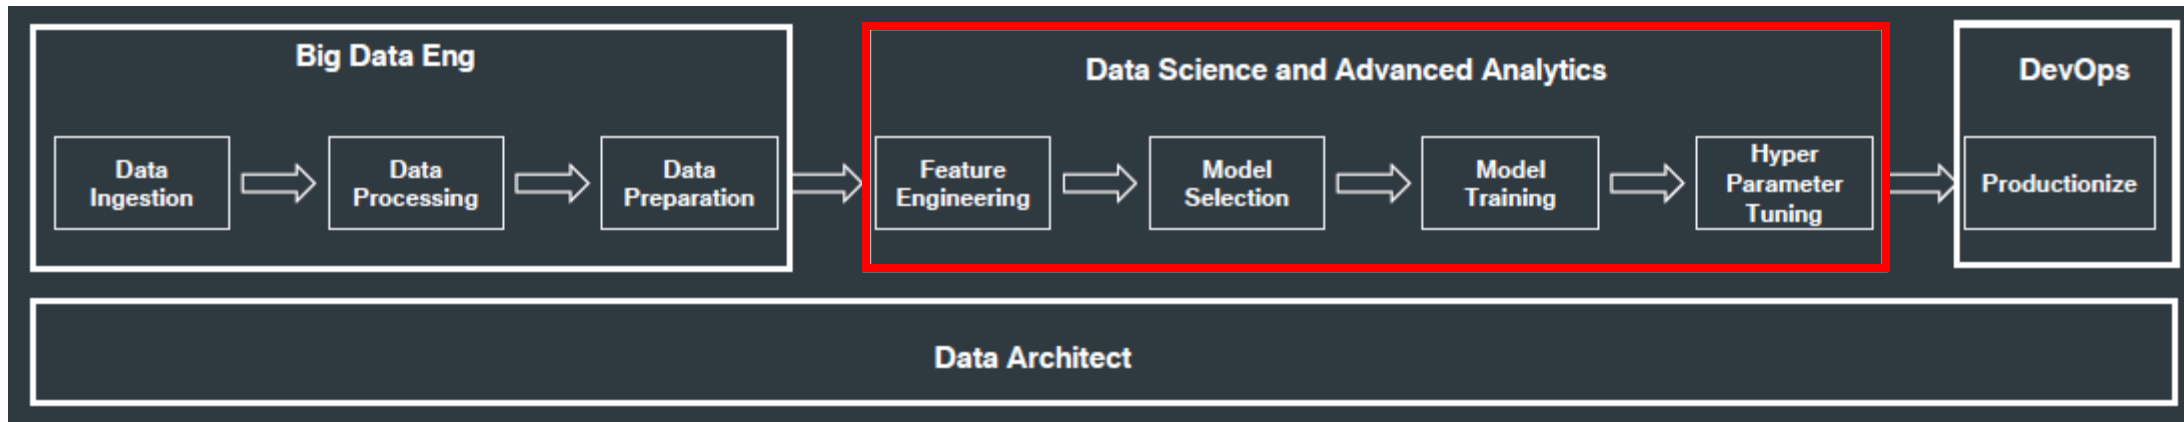 Big Data Eng
Data
Ingestion
Data
Processing
Data
Preparation
Data Science and Advanced Analytics
Feature
Engineering
Model
Selection
Model
Training
Hyper
Parameter
Tuning
DevOps
Productionize
Data Architect